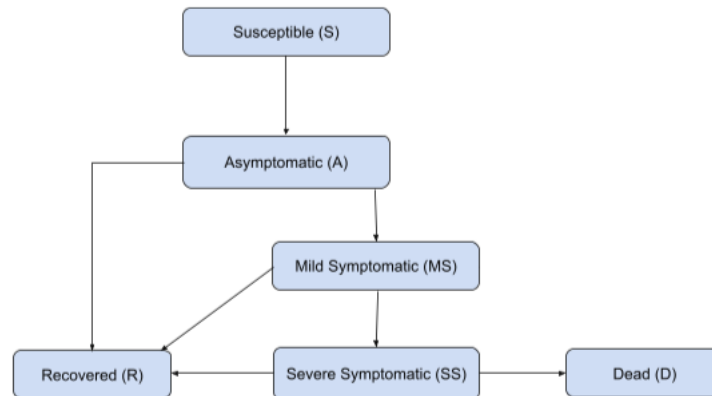 Susceptible (S)
Asymptomatic (A)
Mild Symptomatic (MS)
Recovered (R)
Severe Symptomatic (SS)
Dead (D)